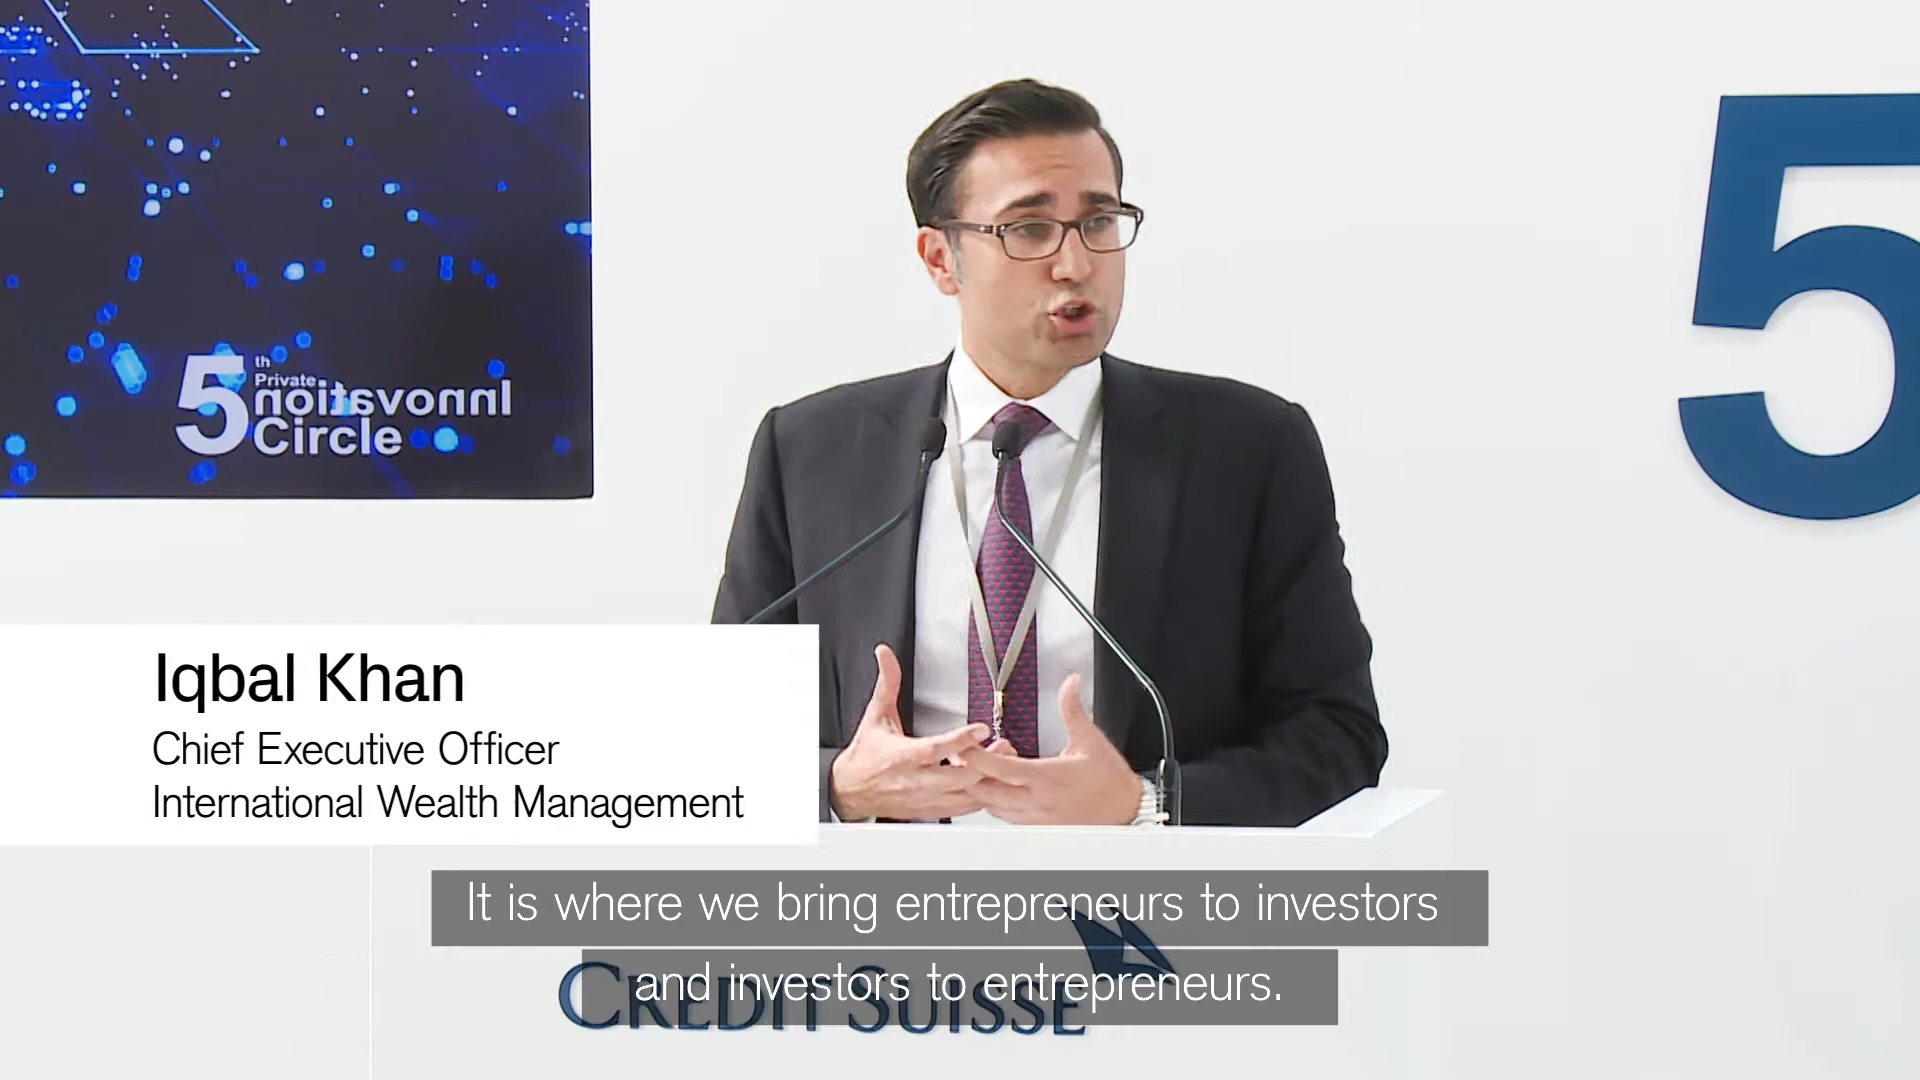 5th
Private
Innovation
Circle
5
Iqbal Khan
Chief Executive Officer
International Wealth Management
It is where we bring entrepreneurs to investors
and investors to entrepreneurs.
CREDIT SUISSE